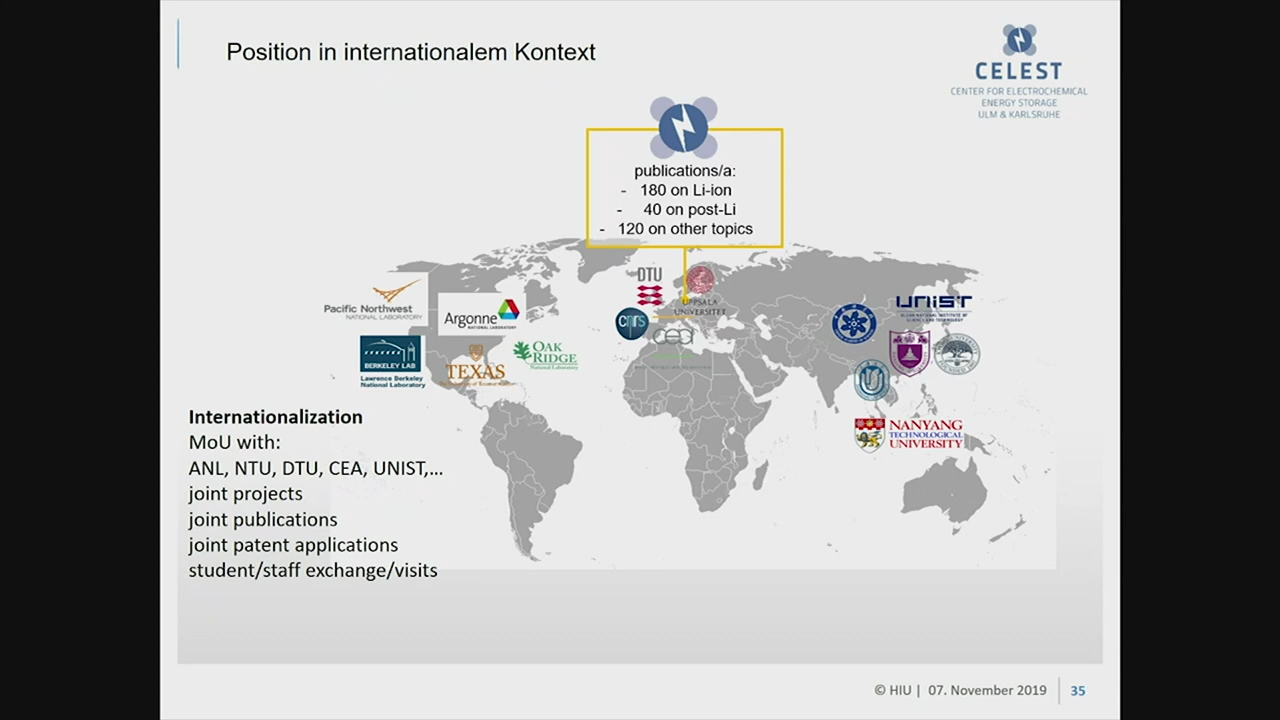 Position in internationalem Kontext
CELEST
CENTER FOR ELECTROCHEMICAL
ENERGY STORAGE
ULM & KARLSRUHE
publications/a:
- 180 on Li-ion
- 40 on post-Li
- 120 on other topics
Pacific Northwest
NATIONAL LABORATORY
Argonne
NATIONAL LABORATORY
BERKELEY LAB
Lawrence Berkeley
National Laboratory
TEXAS
OAK
RIDGE
National Laboratory
DTU
UPPSALA
UNIVERSITET
cnrs
cea
UNIST
ULSAN NATIONAL INSTITUTE OF
SCIENCE AND TECHNOLOGY
NANYANG
TECHNOLOGICAL
UNIVERSITY
Internationalization
MoU with:
ANL, NTU, DTU, CEA, UNIST,...
joint projects
joint publications
joint patent applications
student/staff exchange/visits
© HIU | 07. November 2019
35